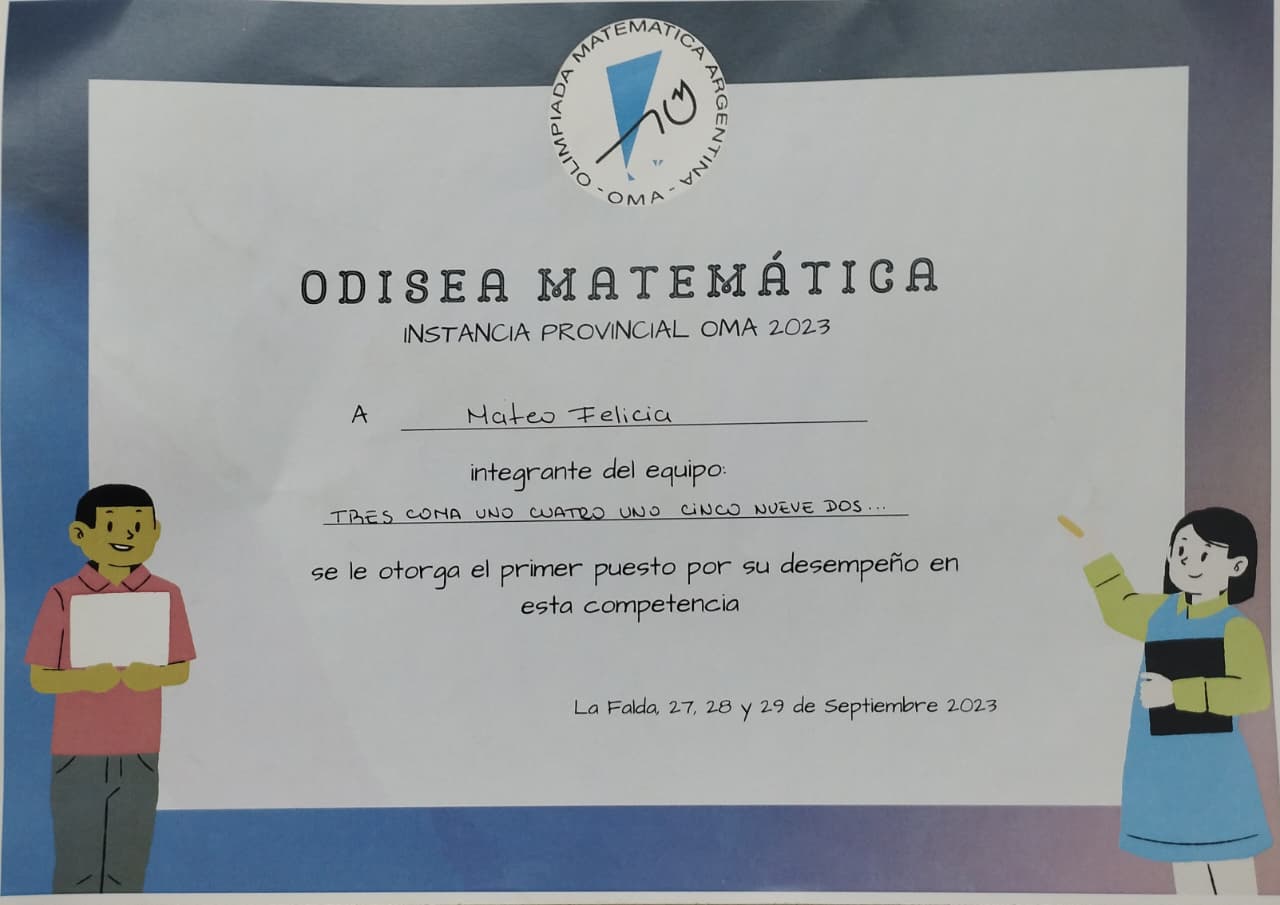 OLIMPIADA MATEMATICA ARGENTINA - OMA -
ODISEA MATEMÁTICA
INSTANCIA PROVINCIAL OMA 2023
A Mateo Felicia
integrante del equipo:
TRES COMA UNO CUATRO UNO CINCO NUEVE DOS...
se le otorga el primer puesto por su desempeño en
esta competencia
La Falda, 27, 28 y 29 de Septiembre 2023